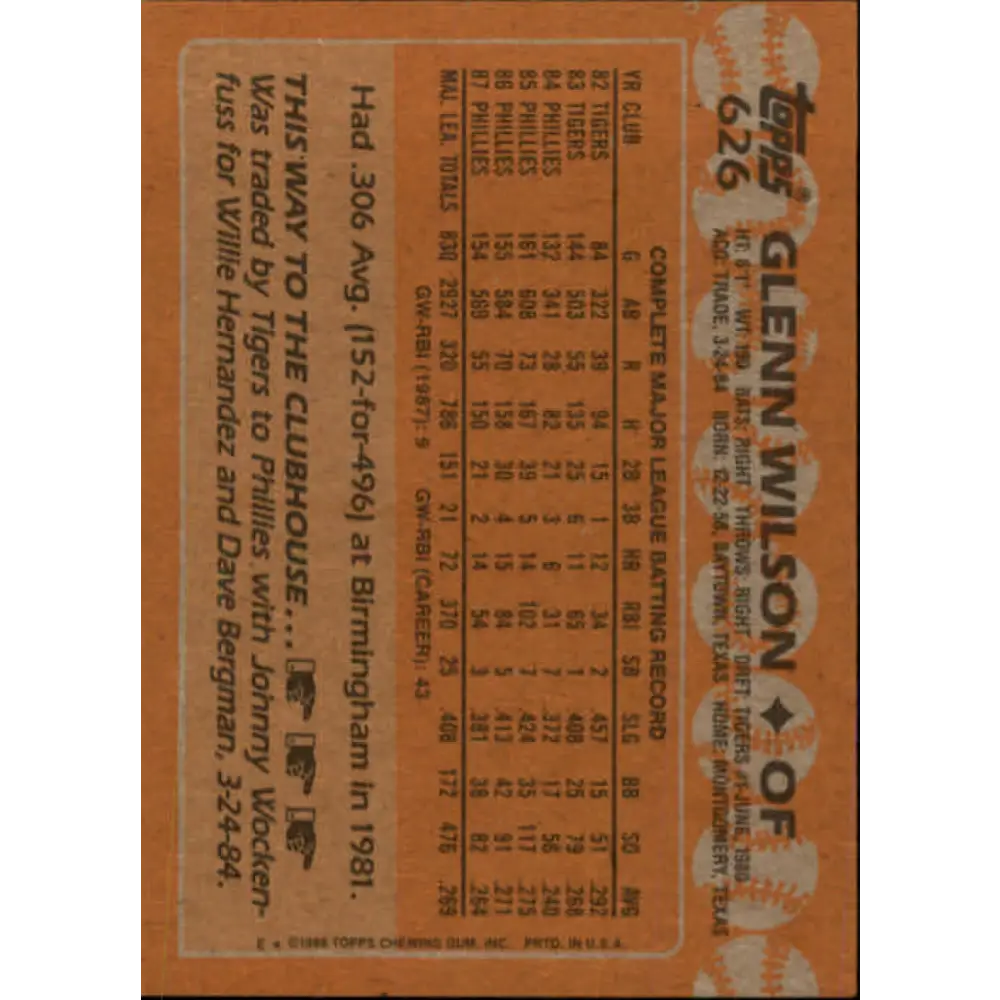 topps® GLENN WILSON ✦ OF
626 HT: 6'1" WT: 190 BATS: RIGHT THROWS: RIGHT DRFT: TIGERS #1-JUNE, 1980
ACQ: TRADE, 3-24-84 BORN: 12-22-58, BAYTOWN, TEXAS HOME: MONTGOMERY, TEXAS
COMPLETE MAJOR LEAGUE BATTING RECORD
YR CLUB G AB R H 2B 3B HR RBI SB SLG BB SO AVG
82 TIGERS 84 322 39 94 15 1 12 34 2 .457 15 51 .292
83 TIGERS 144 503 55 135 25 6 11 65 1 .408 25 79 .268
84 PHILLIES 132 341 28 82 21 3 6 31 7 .372 17 56 .240
85 PHILLIES 161 608 73 167 39 5 14 102 7 .424 35 117 .275
86 PHILLIES 155 584 70 158 30 4 15 84 5 .413 42 91 .271
87 PHILLIES 154 569 55 150 21 2 14 54 3 .381 38 82 .264
MAJ. LEA. TOTALS 830 2927 320 786 151 21 72 370 25 .408 172 476 .269
GW-RBI (1987): 9 GW-RBI (CAREER): 43
Had .306 Avg. (152-for-496) at Birmingham in 1981.
THIS WAY TO THE CLUBHOUSE...
Was traded by Tigers to Phillies with Johnny Wocken-
fuss for Willie Hernandez and Dave Bergman, 3-24-84.
E * ©1988 TOPPS CHEWING GUM, INC. PRTD. IN U.S.A.